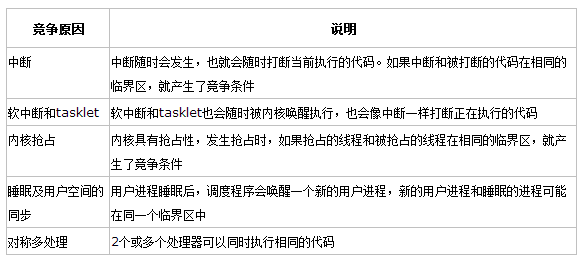 竞争原因 说明
中断 中断随时会发生，也就会随时打断当前执行的代码。如果中断和被打断的代码在相同的
临界区，就产生了竞争条件
软中断和tasklet 软中断和tasklet也会随时被内核唤醒执行，也会像中断一样打断正在执行的代码
内核抢占 内核具有抢占性，发生抢占时，如果抢占的线程和被抢占的线程在相同的临界区，就产
生了竞争条件
睡眠及用户空间的 用户进程睡眠后，调度程序会唤醒一个新的用户进程，新的用户进程和睡眠的进程可能
同步 在同一个临界区中
对称多处理 2个或多个处理器可以同时执行相同的代码